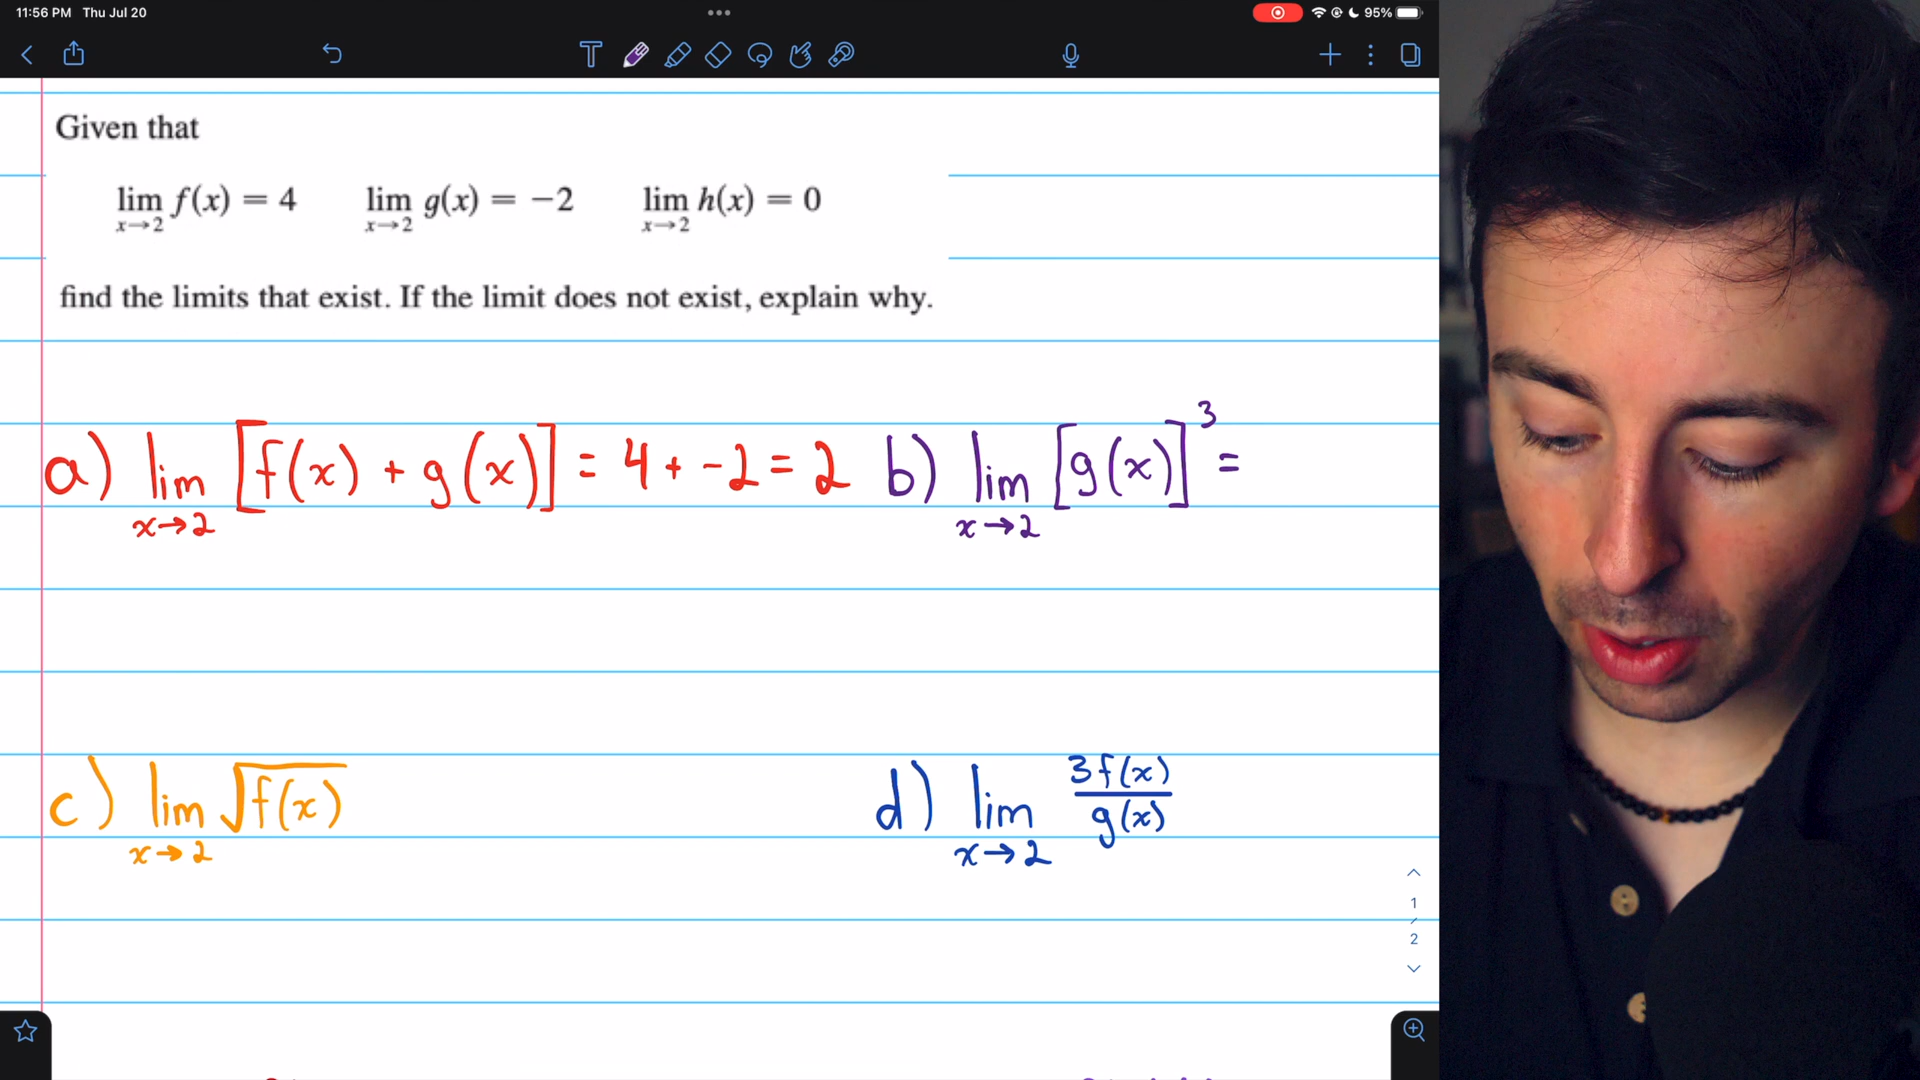 11:56 PM Thu Jul 20
95%
Given that
lim f(x) = 4 lim g(x) = −2 lim h(x) = 0
x→2 x→2 x→2
find the limits that exist. If the limit does not exist, explain why.
a) lim [f(x) + g(x)] = 4 + -2 = 2 b) lim [g(x)]³ =
x→2 x→2
c) lim √f(x)
x→2
d) lim 3f(x)/g(x)
x→2
1
/
2